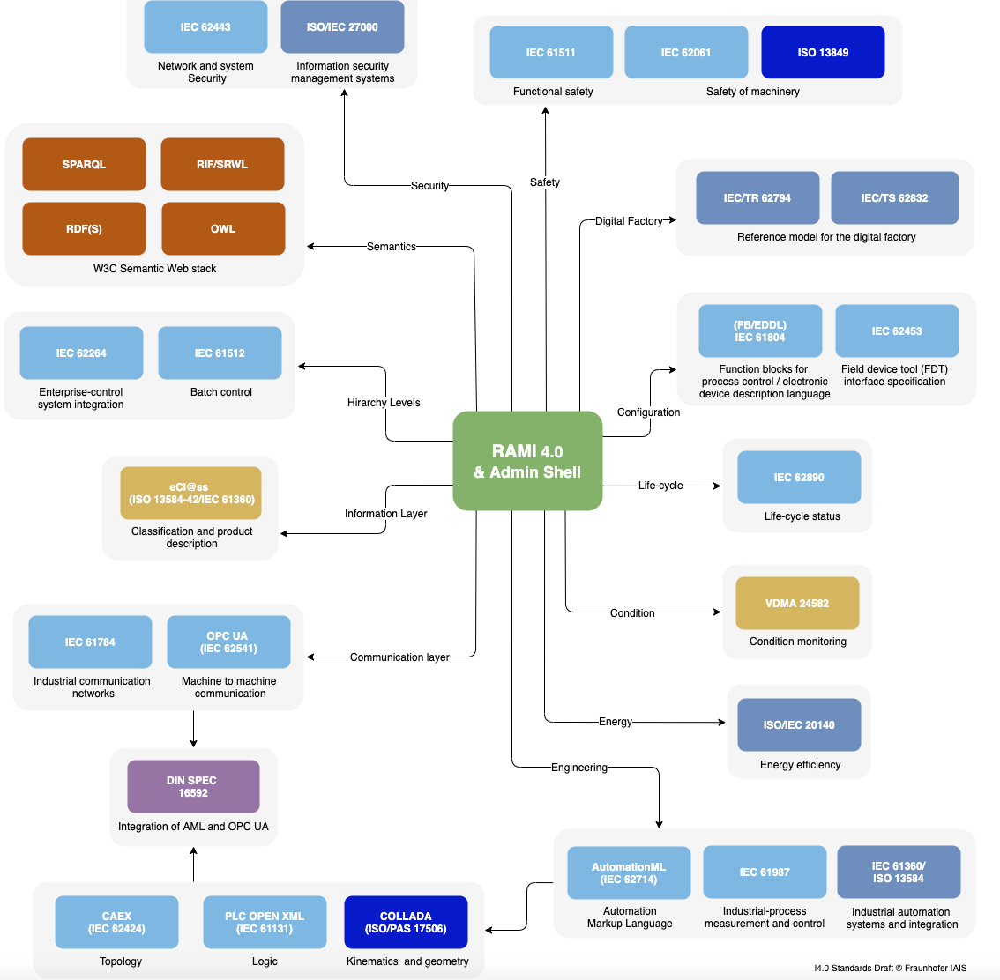 IEC 62443
ISO/IEC 27000
Network and system
Security
Information security
management systems
IEC 61511
IEC 62061
ISO 13849
Functional safety
Safety of machinery
SPARQL
RIF/SRWL
RDF(S)
OWL
W3C Semantic Web stack
Security
Safety
Semantics
Digital Factory
IEC/TR 62794
IEC/TS 62832
Reference model for the digital factory
IEC 62264
IEC 61512
Enterprise-control
system integration
Batch control
Hirarchy Levels
(FB/EDDL)
IEC 61804
IEC 62453
Function blocks for
process control / electronic
device description language
Field device tool (FDT)
interface specification
Configuration
RAMI 4.0
& Admin Shell
eCl@ss
(ISO 13584-42/IEC 61360)
Classification and product
description
Information Layer
Life-cycle
IEC 62890
Life-cycle status
Condition
VDMA 24582
Condition monitoring
IEC 61784
OPC UA
(IEC 62541)
Industrial communication
networks
Machine to machine
communication
Communication layer
Energy
ISO/IEC 20140
Energy efficiency
DIN SPEC
16592
Integration of AML and OPC UA
Engineering
AutomationML
(IEC 62714)
IEC 61987
IEC 61360/
ISO 13584
Automation
Markup Language
Industrial-process
measurement and control
Industrial automation
systems and integration
CAEX
(IEC 62424)
PLC OPEN XML
(IEC 61131)
COLLADA
(ISO/PAS 17506)
Topology
Logic
Kinematics and geometry
I4.0 Standards Draft © Fraunhofer IAIS